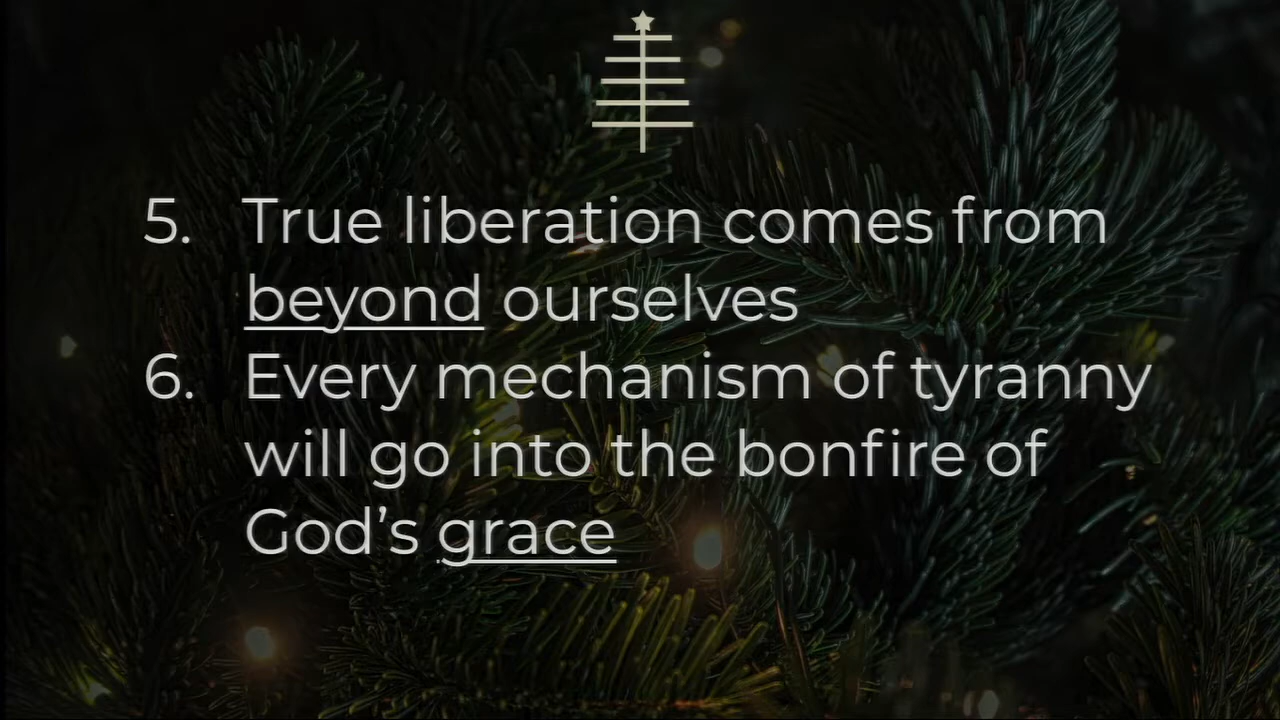 5. True liberation comes from
beyond ourselves
6. Every mechanism of tyranny
will go into the bonfire of
God’s grace